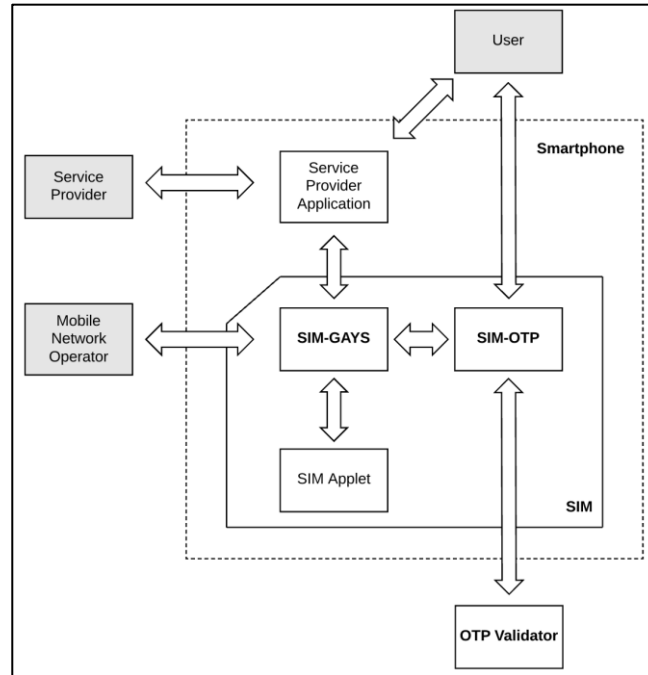 User
Smartphone
Service
Provider
Service
Provider
Application
Mobile
Network
Operator
SIM-GAYS
SIM-OTP
SIM Applet
SIM
OTP Validator